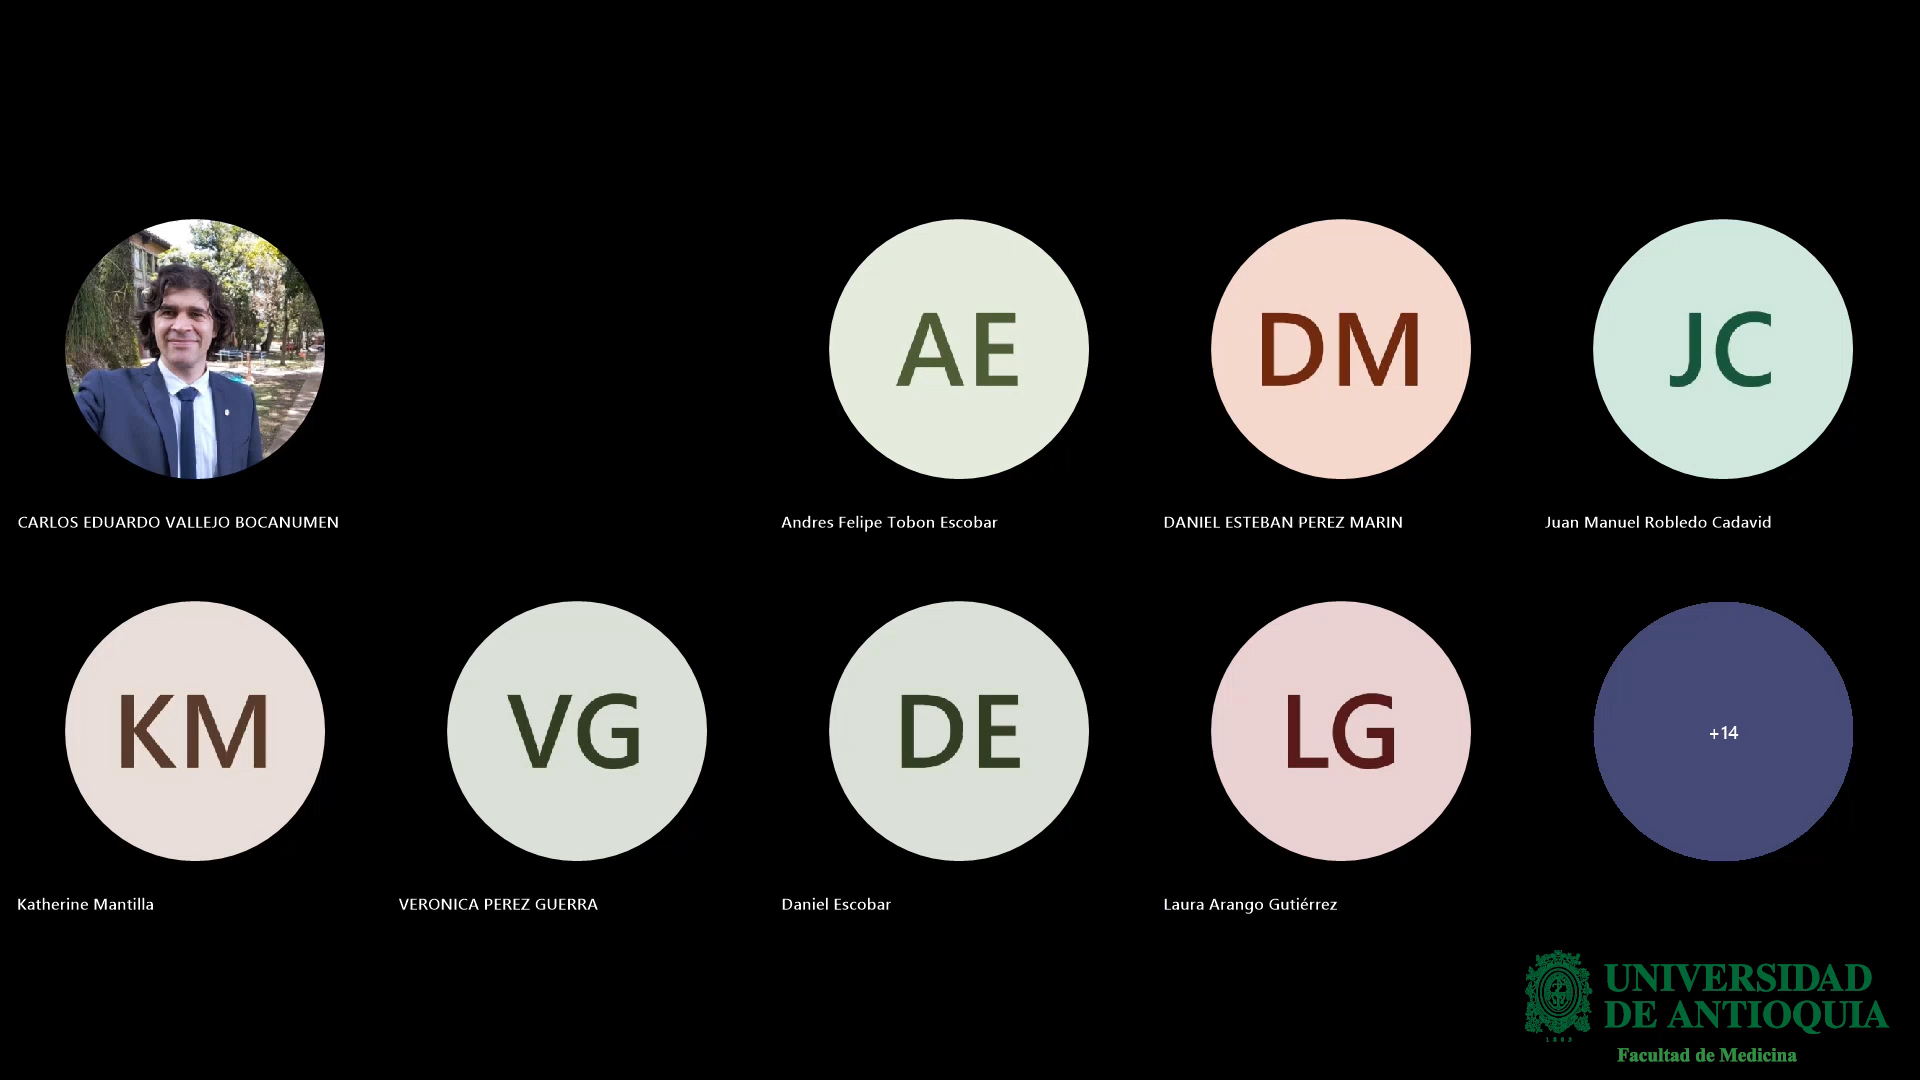 AE
DM
JC
CARLOS EDUARDO VALLEJO BOCANUMEN
Andres Felipe Tobon Escobar
DANIEL ESTEBAN PEREZ MARIN
Juan Manuel Robledo Cadavid
KM
VG
DE
LG
+14
Katherine Mantilla
VERONICA PEREZ GUERRA
Daniel Escobar
Laura Arango Gutiérrez
UNIVERSIDAD
DE ANTIOQUIA
1803
Facultad de Medicina